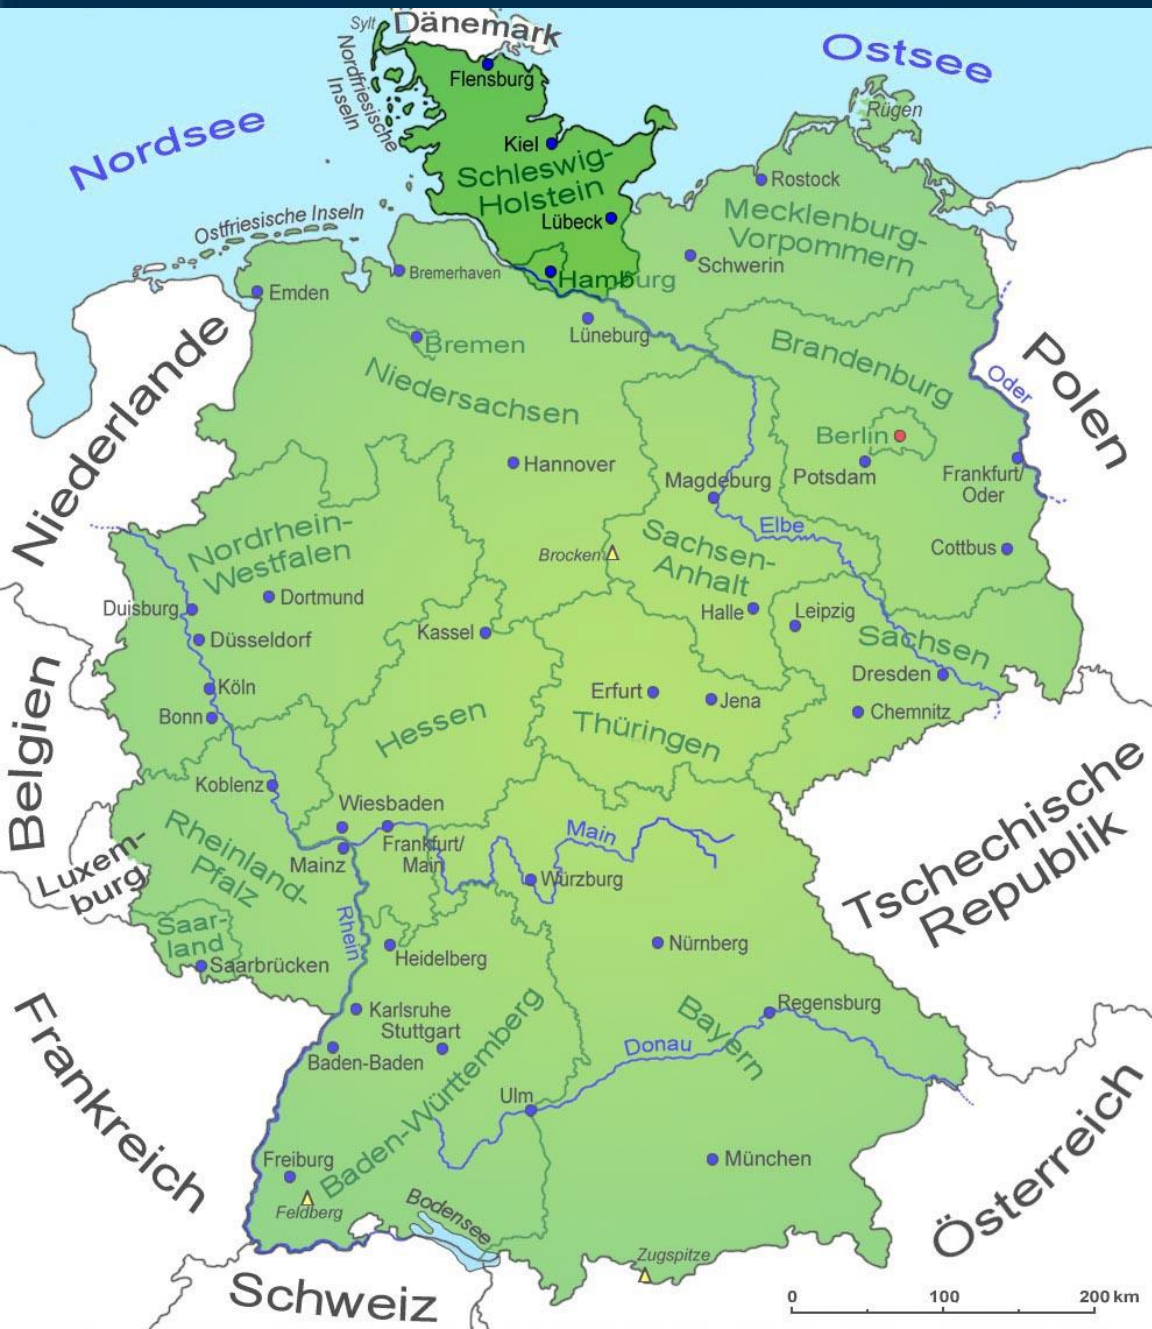 Sylt
Dänemark
Nordfriesische
Inseln
Flensburg
Ostsee
Rügen
Nordsee
Kiel
Schleswig-
Holstein
Rostock
Lübeck
Mecklenburg-
Vorpommern
Ostfriesische Inseln
Schwerin
Bremerhaven
Hamburg
Emden
Lüneburg
Bremen
Brandenburg
Niederlande
Polen
Oder
Niedersachsen
Berlin
Hannover
Potsdam
Frankfurt/
Oder
Magdeburg
Elbe
Nordrhein-
Westfalen
Brocken
Sachsen-
Anhalt
Cottbus
Dortmund
Duisburg
Halle
Leipzig
Düsseldorf
Kassel
Sachsen
Belgien
Dresden
Köln
Erfurt
Jena
Bonn
Chemnitz
Hessen
Thüringen
Koblenz
Wiesbaden
Tschechische
Republik
Rheinland-
Pfalz
Mainz
Frankfurt/
Main
Main
Luxem-
burg
Würzburg
Saar-
land
Rhein
Nürnberg
Heidelberg
Saarbrücken
Karlsruhe
Stuttgart
Regensburg
Bayern
Donau
Baden-Baden
Frankreich
Baden-Württemberg
Ulm
Österreich
Freiburg
München
Feldberg
Bodensee
Zugspitze
Schweiz
0 100 200 km